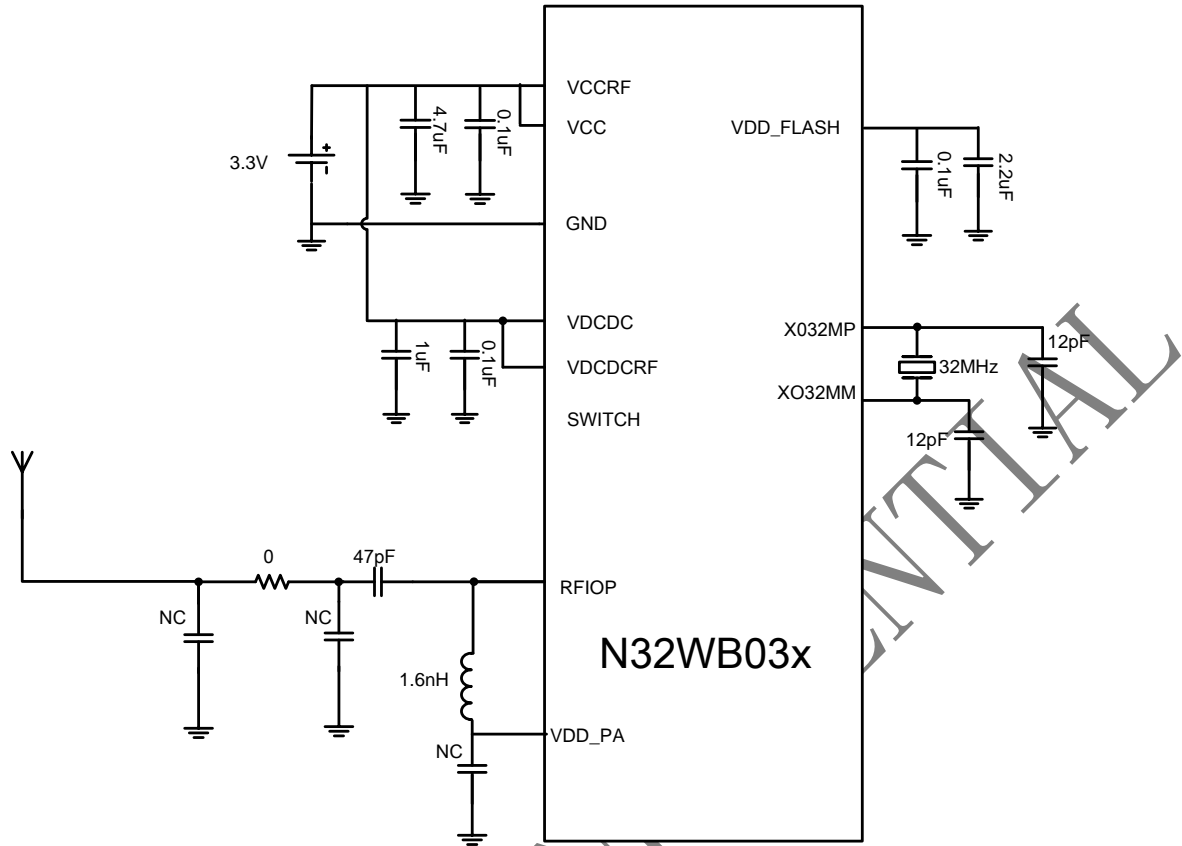 VCCRF
VCC
VDD_FLASH
4.7uF
0.1uF
3.3V
+
-
0.1uF
2.2uF
GND
VDCDC
X032MP
12pF
1uF
0.1uF
VDCDCRF
32MHz
XO32MM
SWITCH
12pF
0
47pF
RFIOP
NC
NC
N32WB03x
1.6nH
VDD_PA
NC
ENTIAL